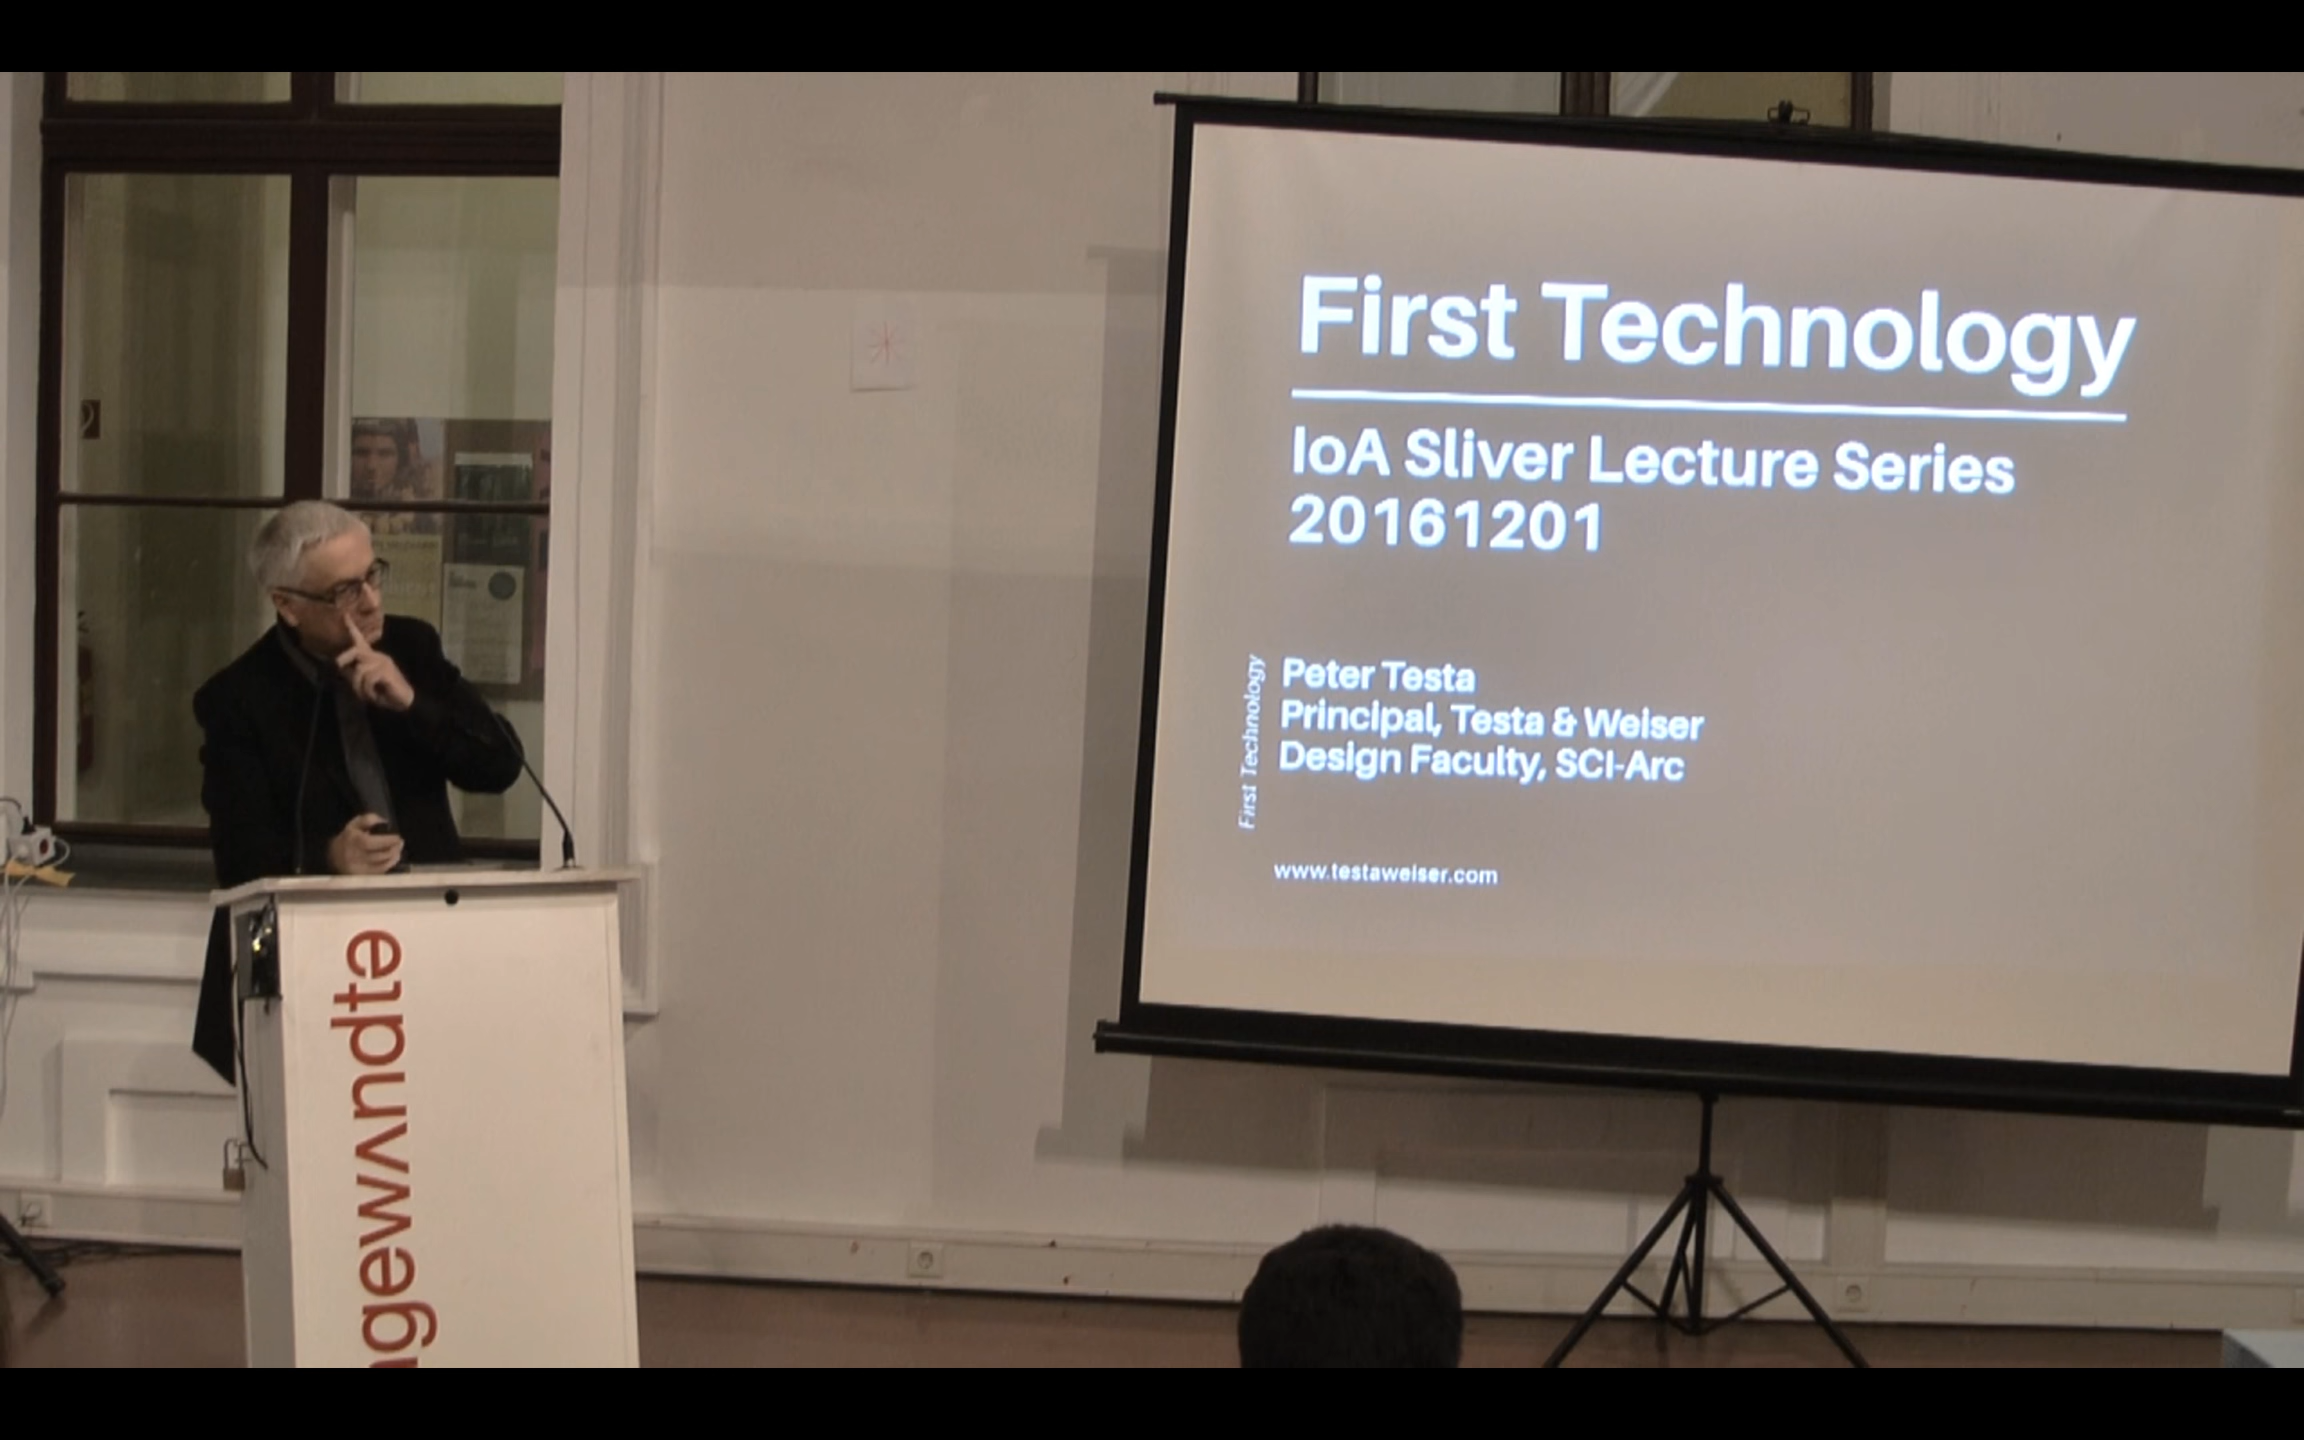 First Technology
IoA Sliver Lecture Series
20161201
First Technology
Peter Testa
Principal, Testa & Weiser
Design Faculty, SCI-Arc
www.testaweiser.com
ngewʌndte